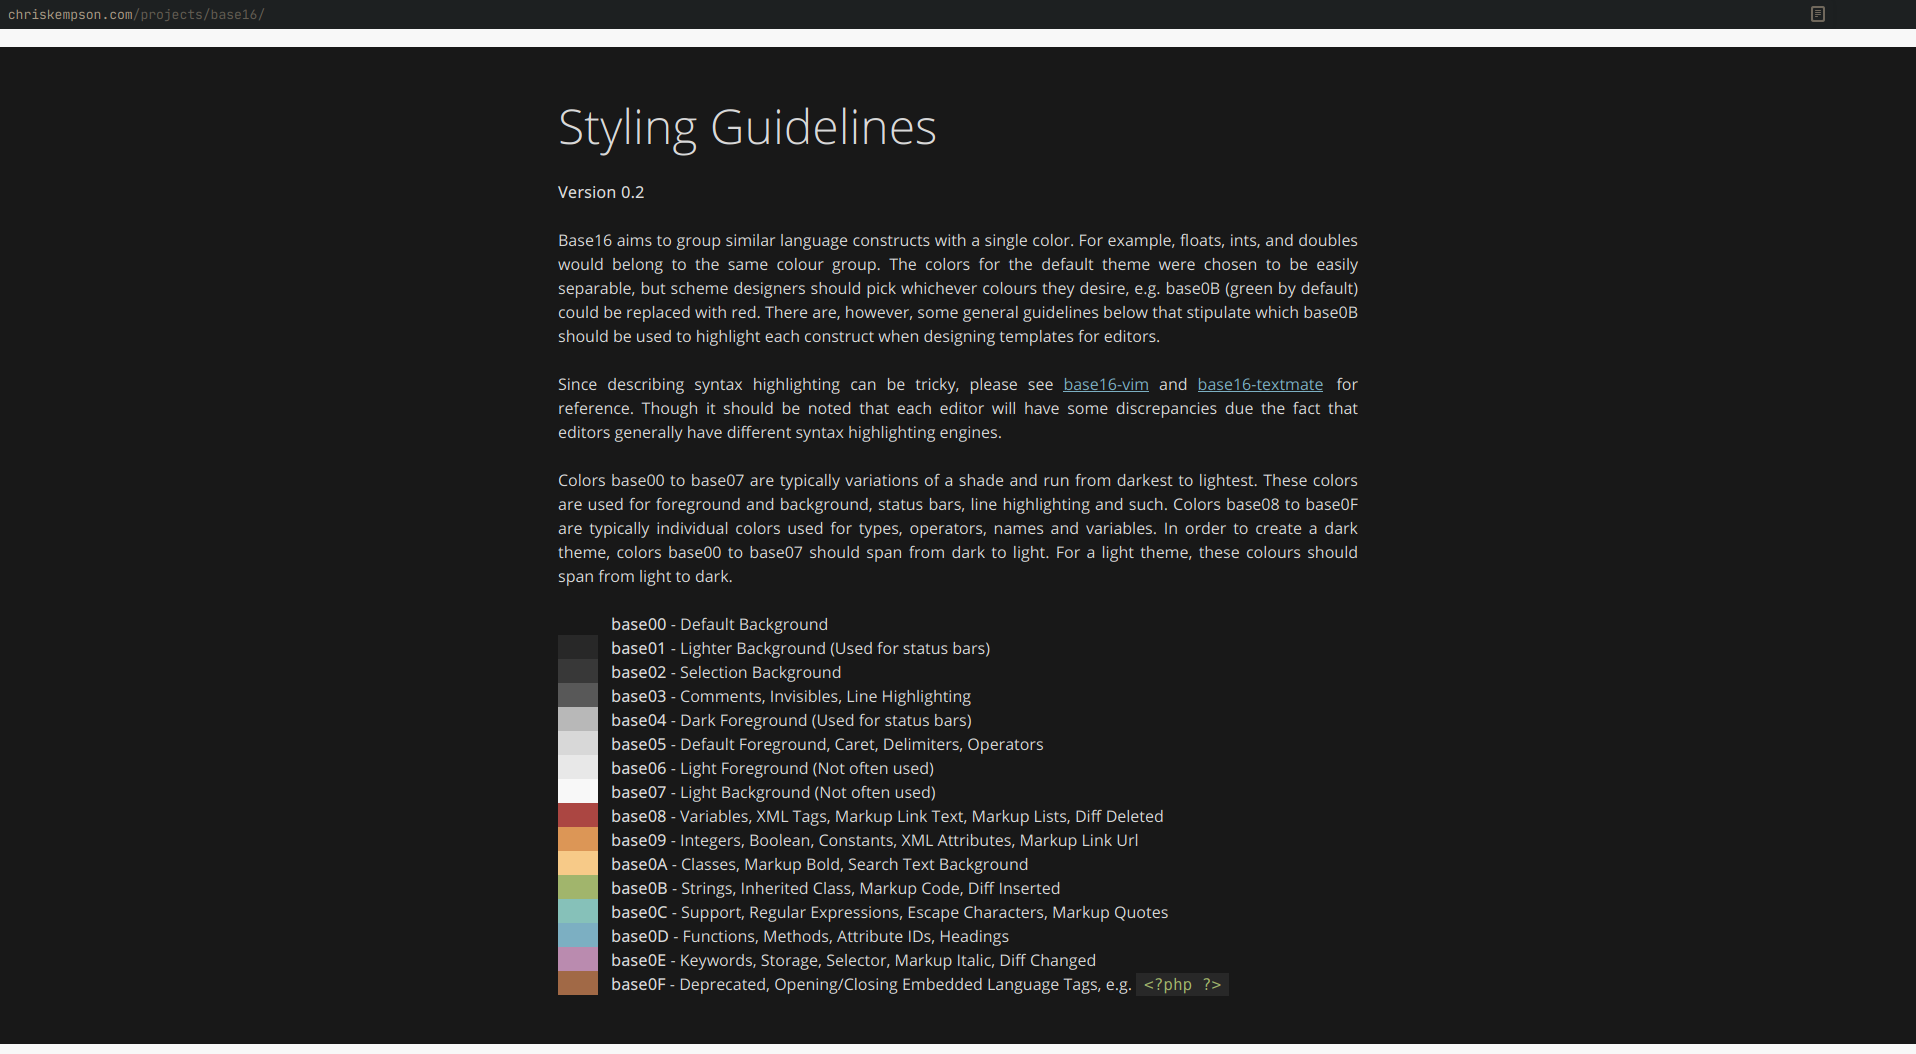 chriskempson.com/projects/base16/
Styling Guidelines
Version 0.2
Base16 aims to group similar language constructs with a single color. For example, floats, ints, and doubles
would belong to the same colour group. The colors for the default theme were chosen to be easily
separable, but scheme designers should pick whichever colours they desire, e.g. base0B (green by default)
could be replaced with red. There are, however, some general guidelines below that stipulate which base0B
should be used to highlight each construct when designing templates for editors.
Since describing syntax highlighting can be tricky, please see base16-vim and base16-textmate for
reference. Though it should be noted that each editor will have some discrepancies due the fact that
editors generally have different syntax highlighting engines.
Colors base00 to base07 are typically variations of a shade and run from darkest to lightest. These colors
are used for foreground and background, status bars, line highlighting and such. Colors base08 to base0F
are typically individual colors used for types, operators, names and variables. In order to create a dark
theme, colors base00 to base07 should span from dark to light. For a light theme, these colours should
span from light to dark.
base00 - Default Background
base01 - Lighter Background (Used for status bars)
base02 - Selection Background
base03 - Comments, Invisibles, Line Highlighting
base04 - Dark Foreground (Used for status bars)
base05 - Default Foreground, Caret, Delimiters, Operators
base06 - Light Foreground (Not often used)
base07 - Light Background (Not often used)
base08 - Variables, XML Tags, Markup Link Text, Markup Lists, Diff Deleted
base09 - Integers, Boolean, Constants, XML Attributes, Markup Link Url
base0A - Classes, Markup Bold, Search Text Background
base0B - Strings, Inherited Class, Markup Code, Diff Inserted
base0C - Support, Regular Expressions, Escape Characters, Markup Quotes
base0D - Functions, Methods, Attribute IDs, Headings
base0E - Keywords, Storage, Selector, Markup Italic, Diff Changed
base0F - Deprecated, Opening/Closing Embedded Language Tags, e.g. <?php ?>